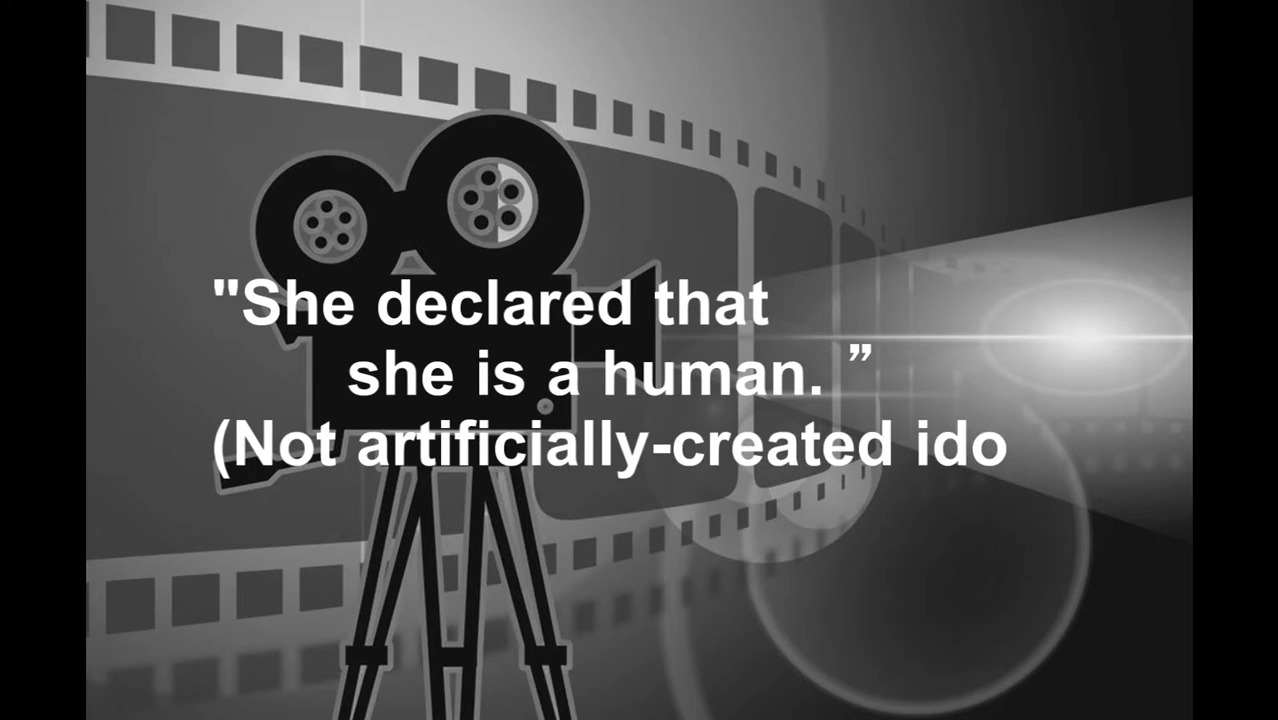 "She declared that
she is a human. ”
(Not artificially-created ido